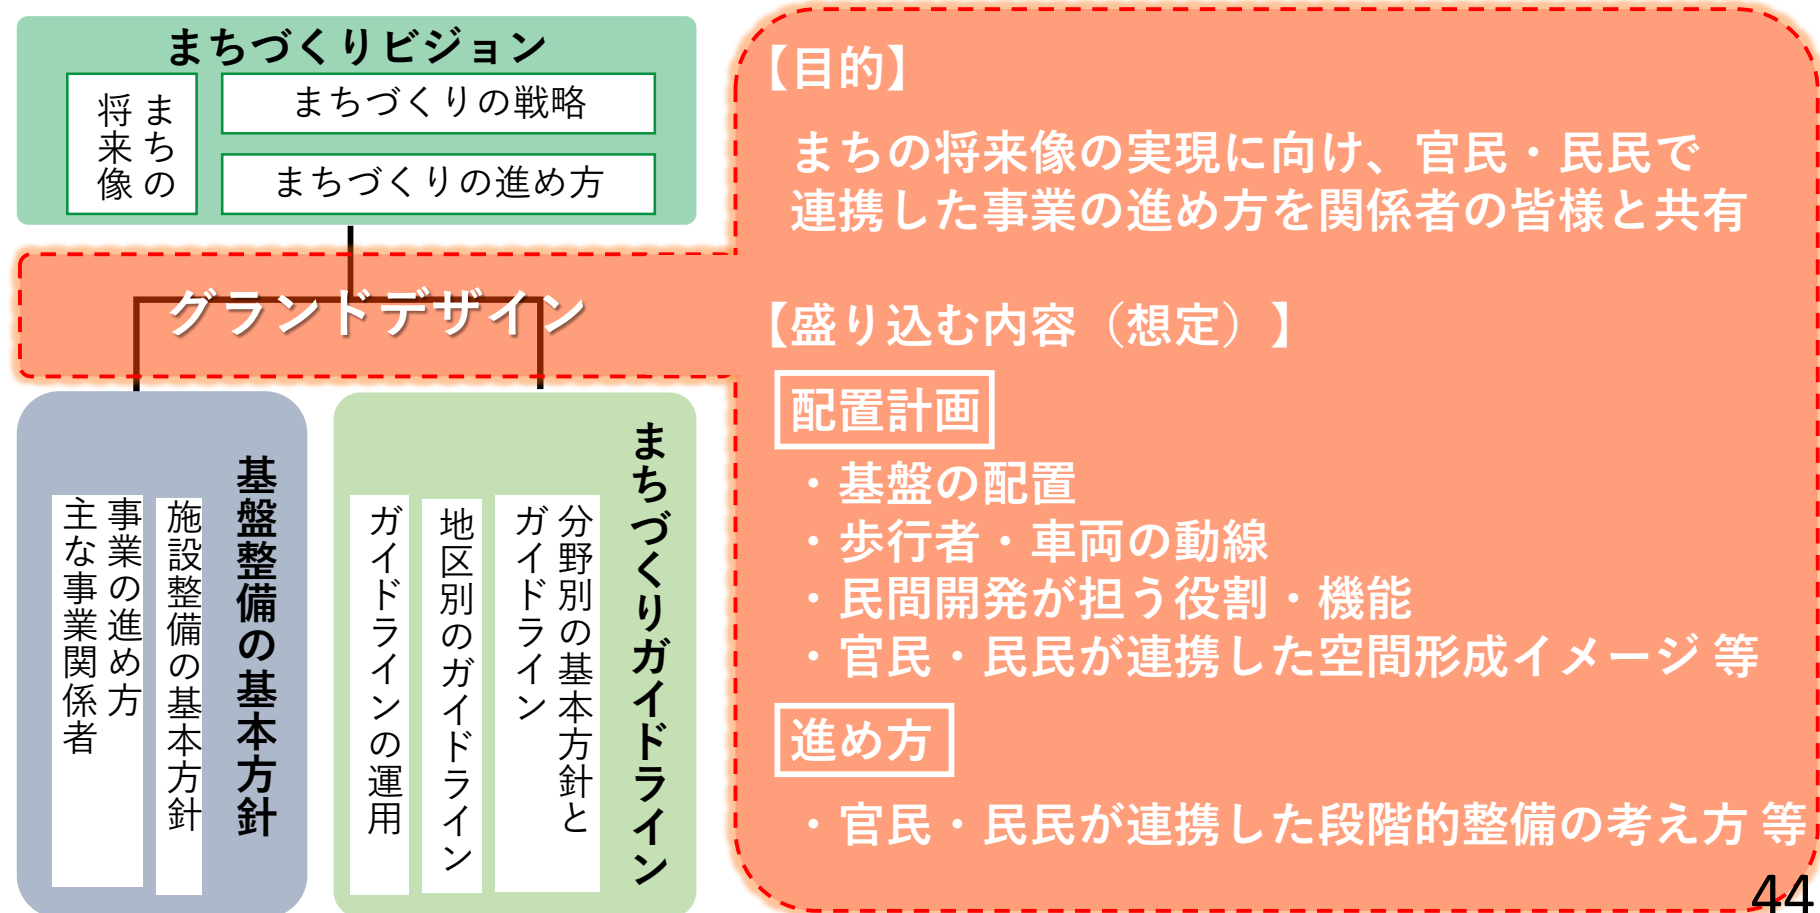 まちづくりビジョン
まちの
将来像
まちづくりの戦略
まちづくりの進め方
グランドデザイン
基盤整備の基本方針
施設整備の基本方針
事業の進め方
主な事業関係者
まちづくりガイドライン
分野別の基本方針と
ガイドライン
地区別のガイドライン
ガイドラインの運用
【目的】
まちの将来像の実現に向け、官民・民民で
連携した事業の進め方を関係者の皆様と共有
【盛り込む内容（想定）】
配置計画
・基盤の配置
・歩行者・車両の動線
・民間開発が担う役割・機能
・官民・民民が連携した空間形成イメージ 等
進め方
・官民・民民が連携した段階的整備の考え方 等
44